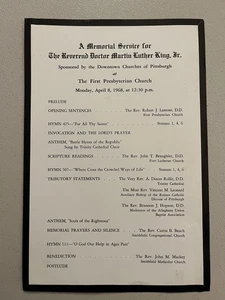 A Memorial Service for
The Reverend Doctor Martin Luther King, Jr.
Sponsored by the Downtown Churches of Pittsburgh
at
The First Presbyterian Church
Monday, April 8, 1968, at 12:30 p.m.
PRELUDE
OPENING SENTENCES The Rev. Robert J. Lamont, D.D.
First Presbyterian Church
HYMN "For All Thy Saints" Stanzas 1, 4, 6
INVOCATION AND THE LORD'S PRAYER
ANTHEM, "Battle Hymn of the Republic"
Sung by Trinity Cathedral Choir
SCRIPTURE READINGS The Rev. John T.
First Lutheran Church
HYMN "Where Cross the Crowded Ways of Life" Stanzas 1, 4, 6
TRIBUTORY STATEMENTS The Very Rev. A. Dixon Rollit, D.D.
Trinity Cathedral
The Most Rev. Vincent M. Leonard
Auxiliary Bishop of the Roman Catholic
Diocese of Pittsburgh
The Rev. Benjamin J. D.D.
Moderator of the Allegheny Union
Baptist Association
ANTHEM, "Souls of the Righteous"
MEMORIAL PRAYERS AND SILENCE The Rev. Curtis B. Beach
Smithfield Congregational Church
HYMN "O God Our Help in Ages Past"
BENEDICTION The Rev. John M. Mackey
Smithfield Methodist Church
POSTLUDE